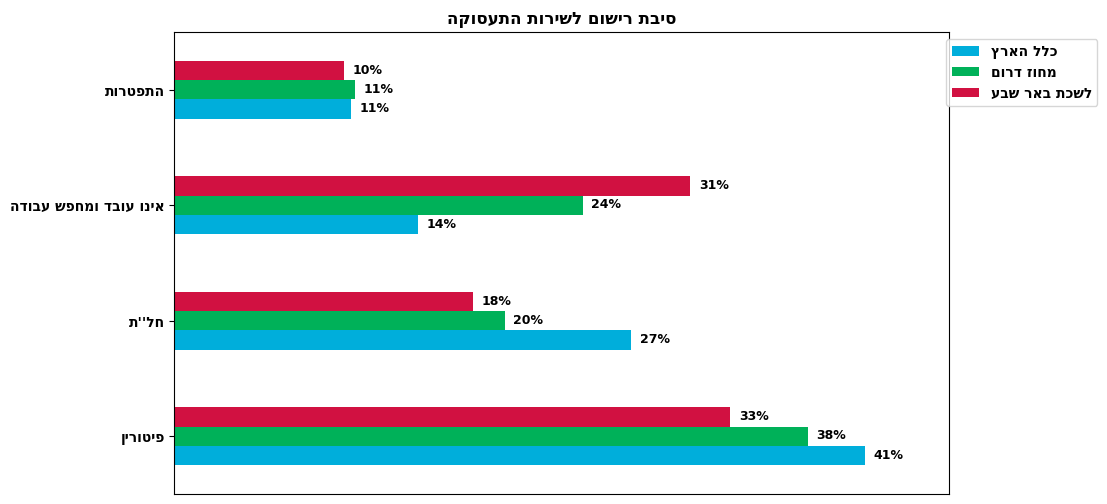 סיבת רישום לשירות התעסוקה
כלל הארץ
מחוז דרום
לשכת באר שבע
התפטרות
10%
11%
11%
אינו עובד ומחפש עבודה
31%
24%
14%
חל''ת
18%
20%
27%
פיטורין
33%
38%
41%